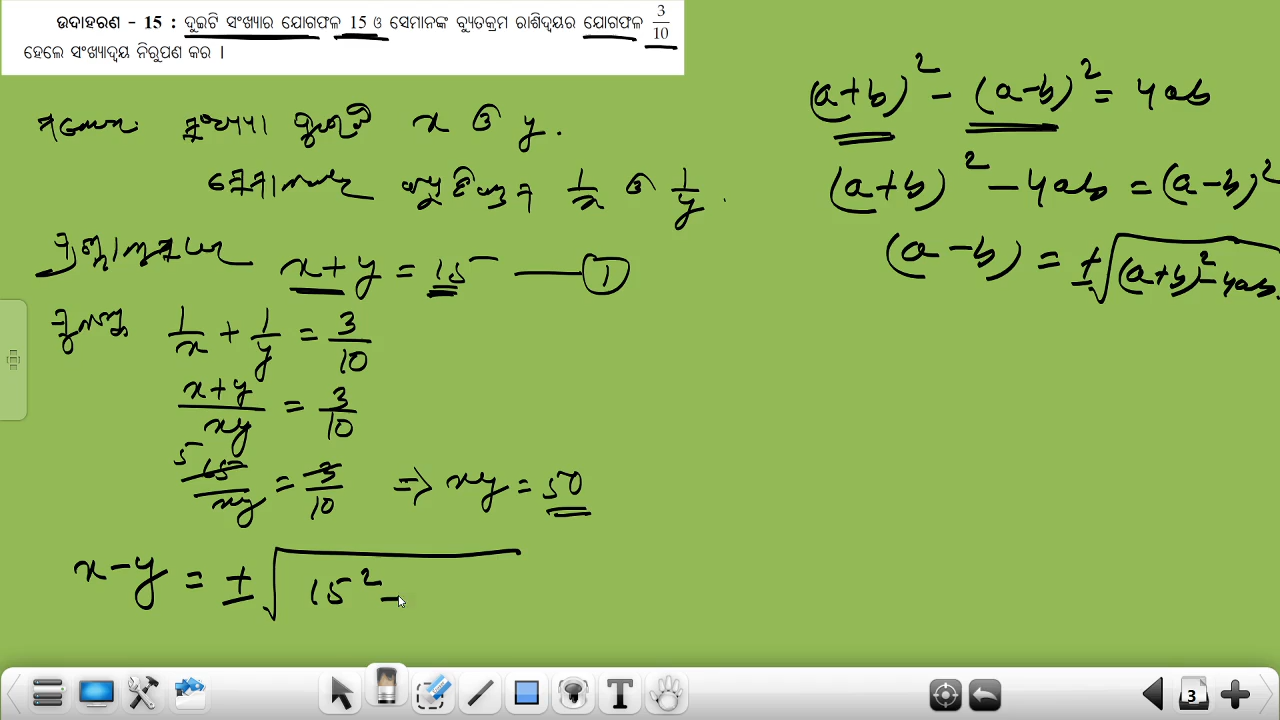 ଉଦାହରଣ - 15 : ଦୁଇଟି ସଂଖ୍ୟାର ଯୋଗଫଳ 15 ଓ ସେମାନଙ୍କ ବ୍ୟୁତକ୍ରମ ରାଶିଦ୍ୱୟର ଯୋଗଫଳ 3/10
ହେଲେ ସଂଖ୍ୟାଦ୍ୱୟ ନିରୂପଣ କର ।
x ଓ y.
1/x ଓ 1/y.
x+y = 15 — ①
1/x + 1/y = 3/10
(x+y)/xy = 3/10
5 15/xy = 3/10 ⇒ xy = 50
x-y = ±√(15² -
(a+b)² - (a-b)² = 4ab
(a+b)² - 4ab = (a-b)²
(a-b) = ±√((a+b)² - 4ab
3